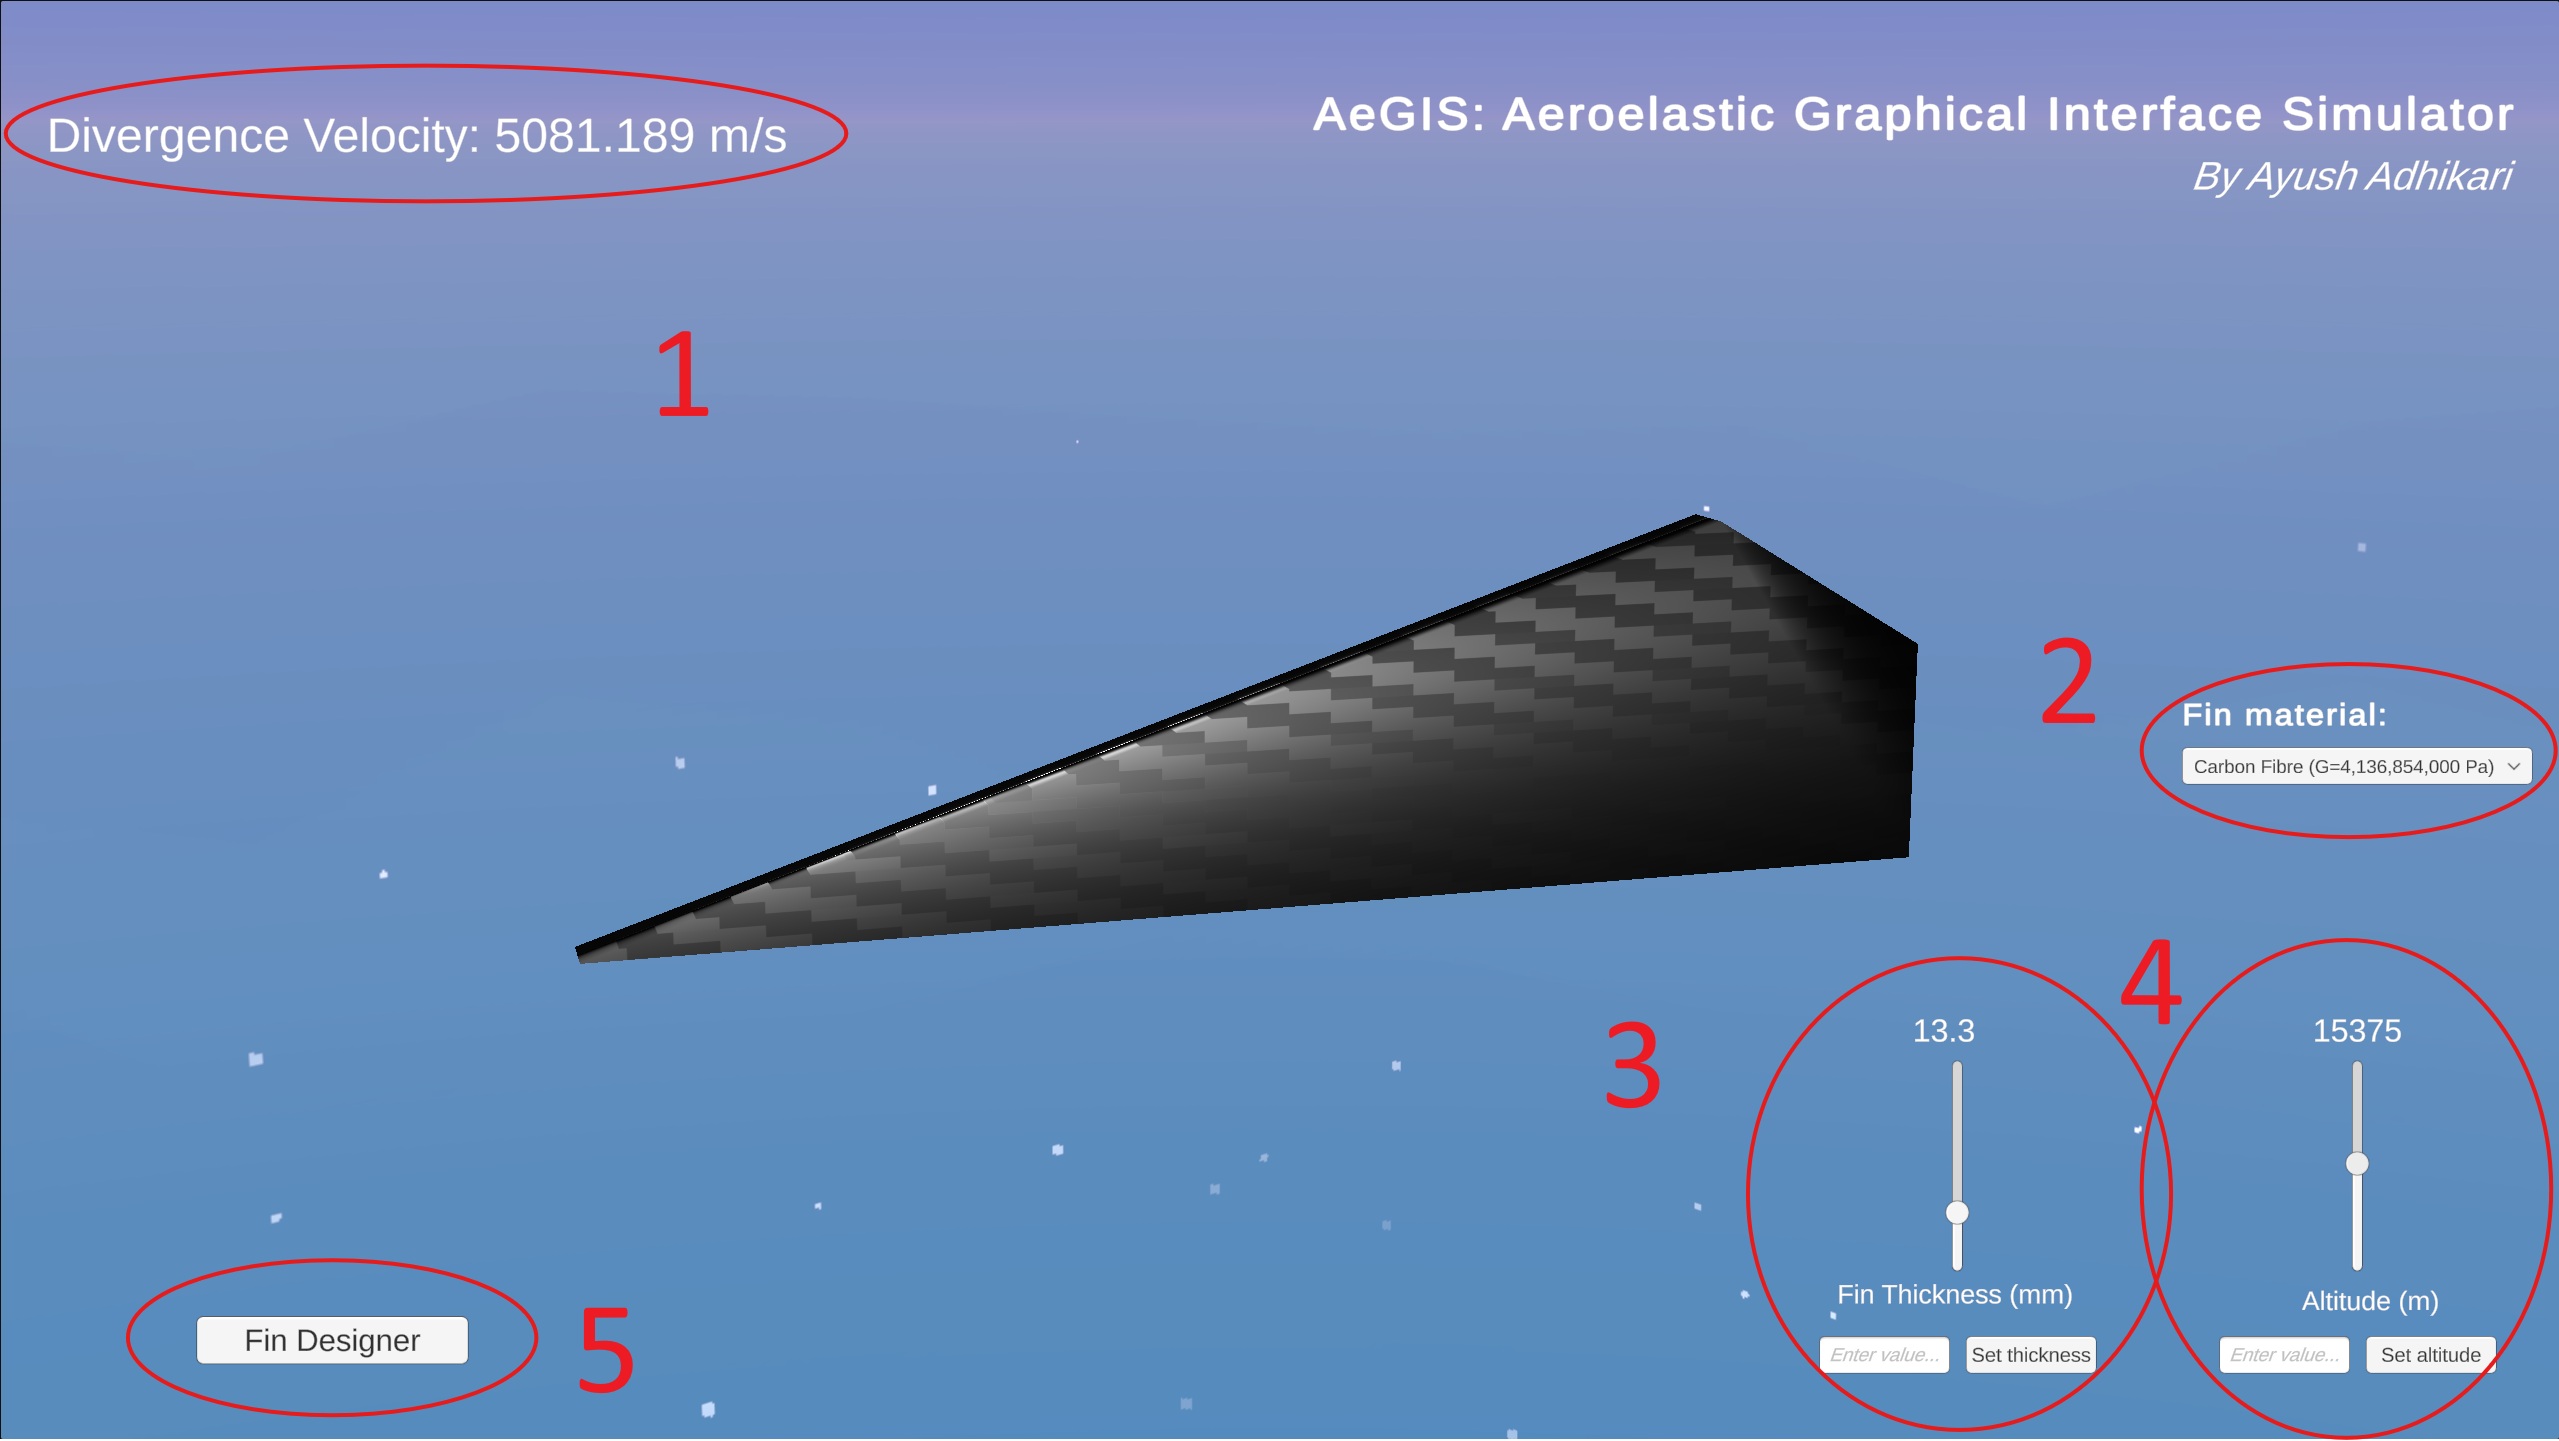 Divergence Velocity: 5081.189 m/s
AeGIS: Aeroelastic Graphical Interface Simulator
By Ayush Adhikari
1
2
Fin material:
Carbon Fibre (G=4,136,854,000 Pa)
3
13.3
Fin Thickness (mm)
Enter value...
Set thickness
4
15375
Altitude (m)
Enter value...
Set altitude
Fin Designer
5